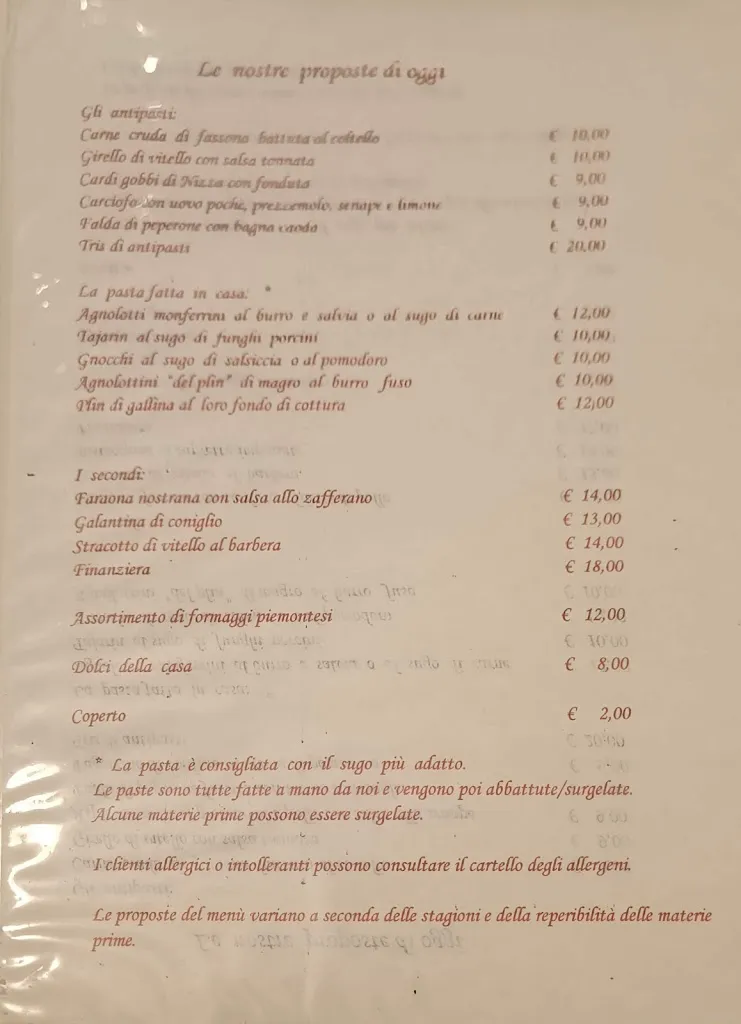 Le nostre proposte di oggi
Gli antipasti:
Carne cruda di fassona battuta al coltello € 10,00
Girello di vitello con salsa tonnata € 10,00
Cardi gobbi di Nizza con fonduta € 9,00
Carciofo con uovo poché, prezzemolo, senape e limone € 9,00
Falda di peperone con bagna caoda € 9,00
Tris di antipasti € 20,00
La pasta fatta in casa: *
Agnolotti monferrini al burro e salvia o al sugo di carne € 12,00
Tajarin al sugo di funghi porcini € 10,00
Gnocchi al sugo di salsiccia o al pomodoro € 10,00
Agnolottini "del plin" di magro al burro fuso € 10,00
Plin di gallina al loro fondo di cottura € 12,00
I secondi:
Faraona nostrana con salsa allo zafferano € 14,00
Galantina di coniglio € 13,00
Stracotto di vitello al barbera € 14,00
Finanziera € 18,00
Assortimento di formaggi piemontesi € 12,00
Dolci della casa € 8,00
Coperto € 2,00
* La pasta è consigliata con il sugo più adatto.
Le paste sono tutte fatte a mano da noi e vengono poi abbattute/surgelate.
Alcune materie prime possono essere surgelate.
I clienti allergici o intolleranti possono consultare il cartello degli allergeni.
Le proposte del menù variano a seconda delle stagioni e della reperibilità delle materie
prime.